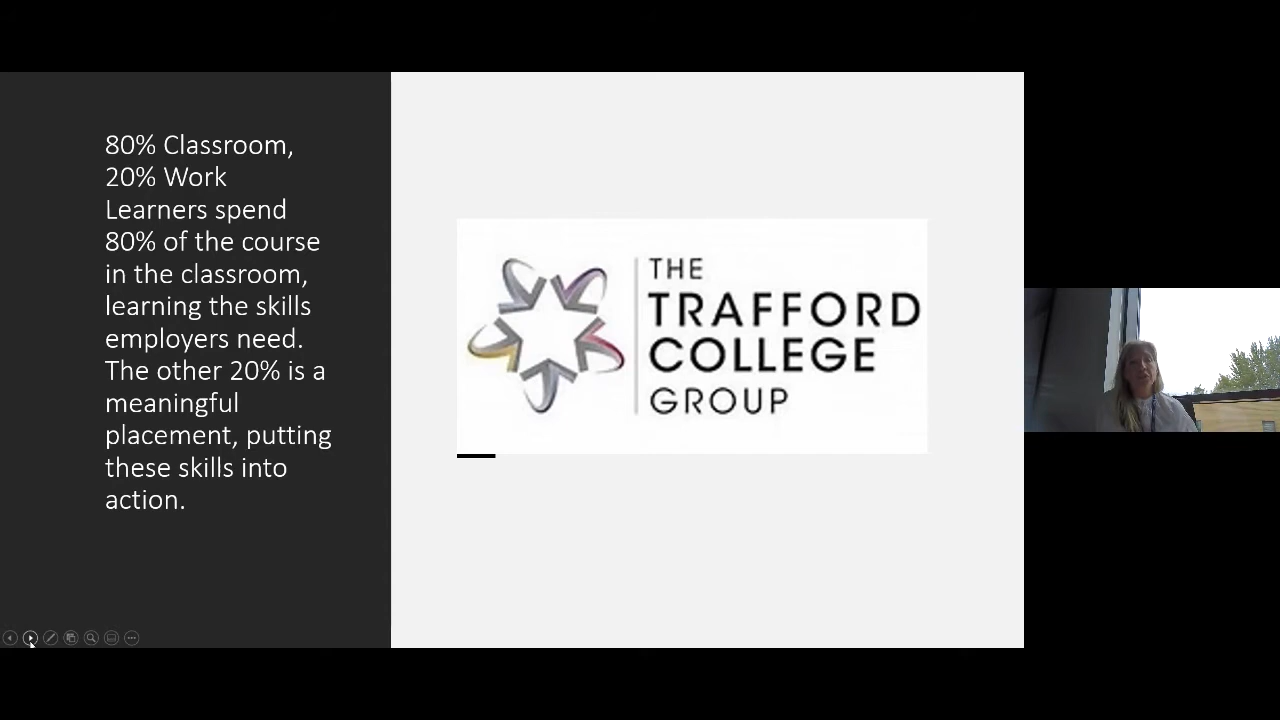 80% Classroom,
20% Work
Learners spend
80% of the course
in the classroom,
learning the skills
employers need.
The other 20% is a
meaningful
placement, putting
these skills into
action.
THE
TRAFFORD
COLLEGE
GROUP